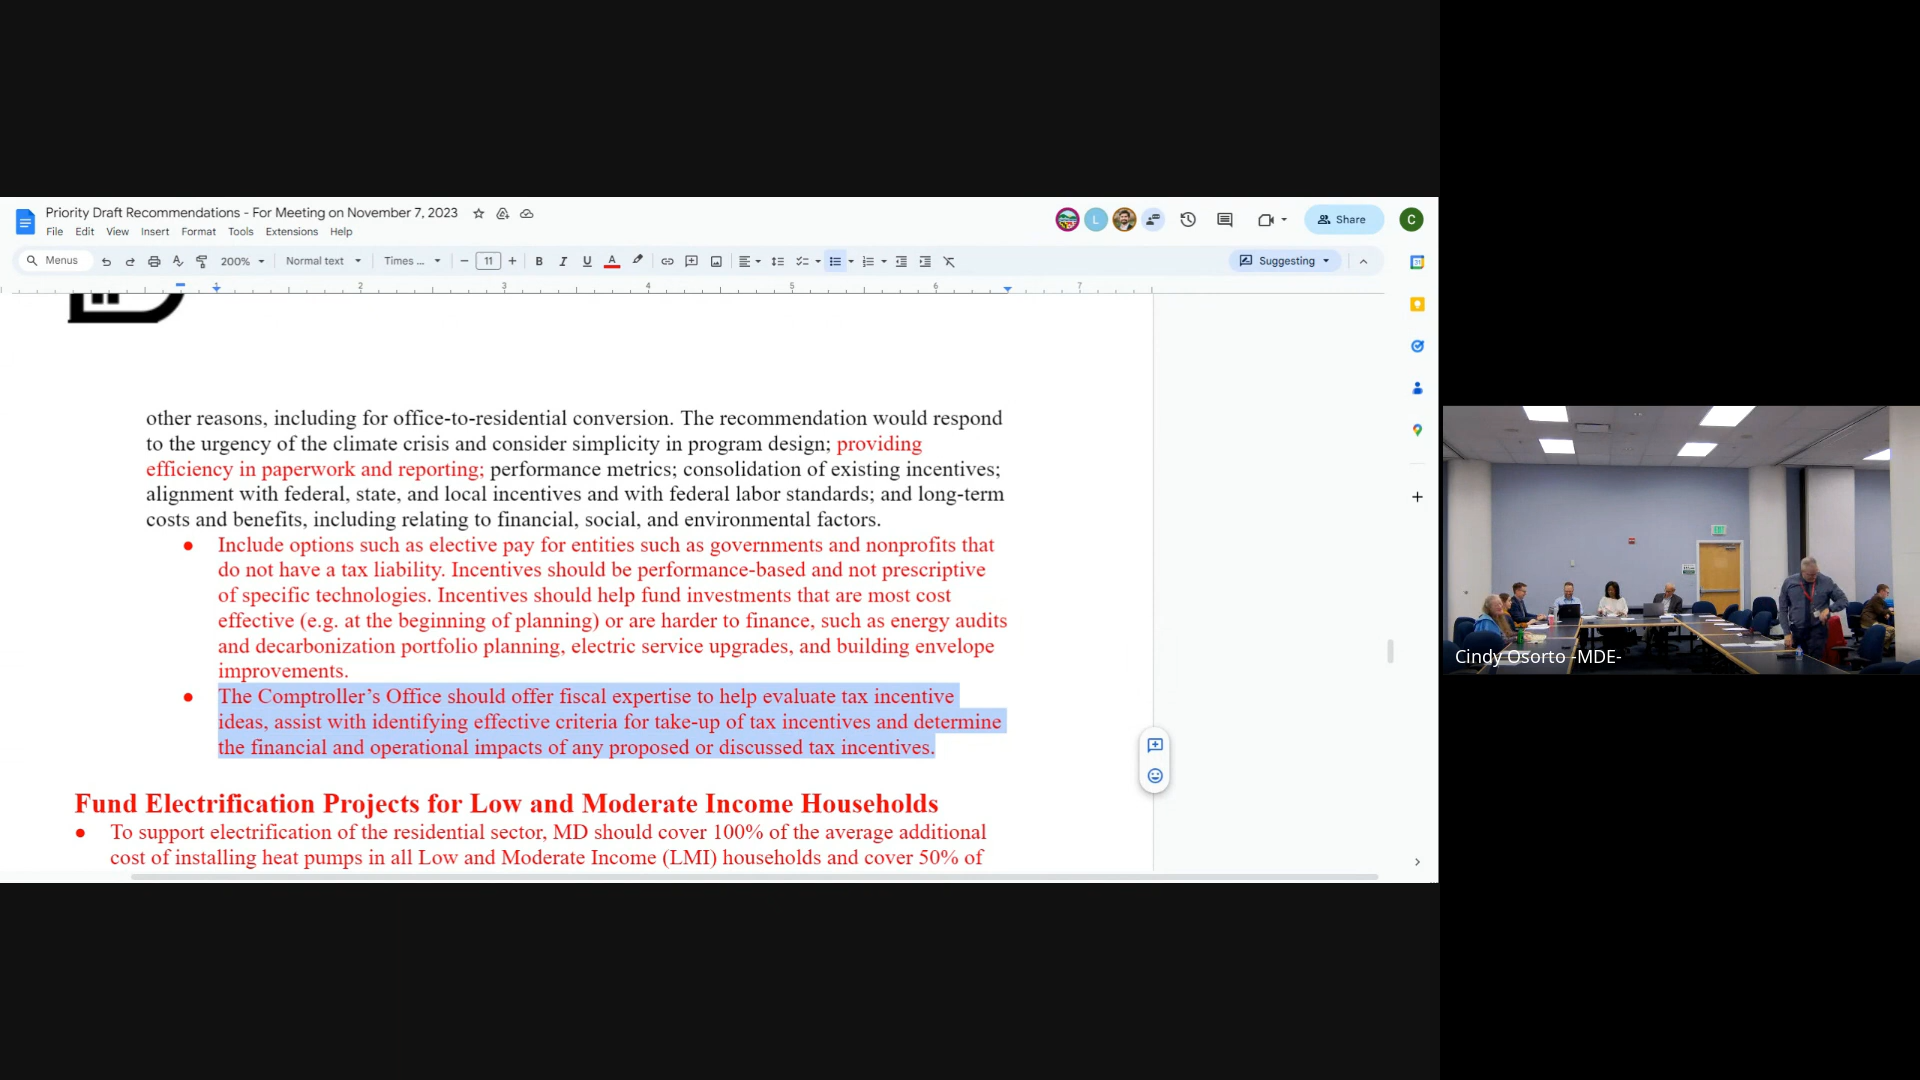 Priority Draft Recommendations - For Meeting on November 7, 2023
File Edit View Insert Format Tools Extensions Help
Share
C
L
Menus
200%
Normal text
Times ...
11
Suggesting
1 2 3 4 5 6 7
other reasons, including for office-to-residential conversion. The recommendation would respond
to the urgency of the climate crisis and consider simplicity in program design; providing
efficiency in paperwork and reporting; performance metrics; consolidation of existing incentives;
alignment with federal, state, and local incentives and with federal labor standards; and long-term
costs and benefits, including relating to financial, social, and environmental factors.
● Include options such as elective pay for entities such as governments and nonprofits that
do not have a tax liability. Incentives should be performance-based and not prescriptive
of specific technologies. Incentives should help fund investments that are most cost
effective (e.g. at the beginning of planning) or are harder to finance, such as energy audits
and decarbonization portfolio planning, electric service upgrades, and building envelope
improvements.
● The Comptroller’s Office should offer fiscal expertise to help evaluate tax incentive
ideas, assist with identifying effective criteria for take-up of tax incentives and determine
the financial and operational impacts of any proposed or discussed tax incentives.
Fund Electrification Projects for Low and Moderate Income Households
● To support electrification of the residential sector, MD should cover 100% of the average additional
cost of installing heat pumps in all Low and Moderate Income (LMI) households and cover 50% of
Cindy Osorto -MDE-